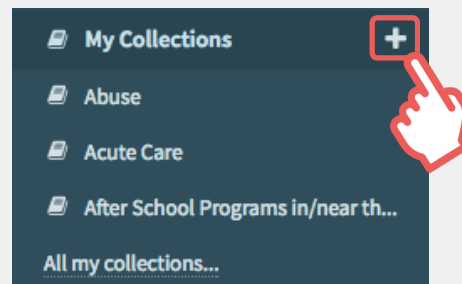 My Collections
Abuse
Acute Care
After School Programs in/near th...
All my collections...